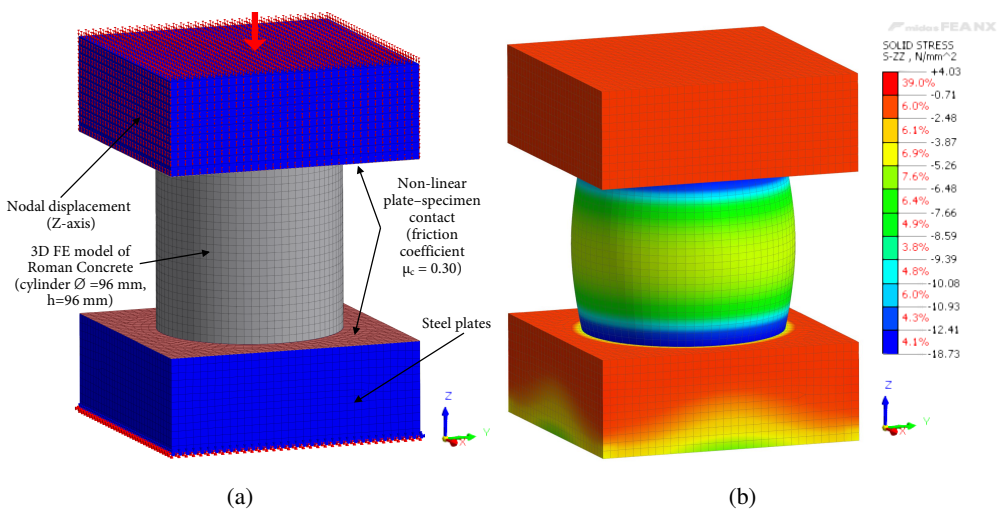 Nodal displacement
(Z-axis)
3D FE model of
Roman Concrete
(cylinder Ø =96 mm,
h=96 mm)
Non-linear
plate–specimen
contact
(friction
coefficient
μc = 0.30)
Steel plates
Z
Y
X
(a)
midas FEA NX
SOLID STRESS
S-ZZ , N/mm^2
+4.03
39.0%
-0.71
6.0%
-2.48
6.1%
-3.87
6.9%
-5.26
7.6%
-6.48
6.4%
-7.66
4.9%
-8.59
3.8%
-9.39
4.8%
-10.08
6.0%
-10.93
4.3%
-12.41
4.1%
-18.73
Z
Y
X
(b)